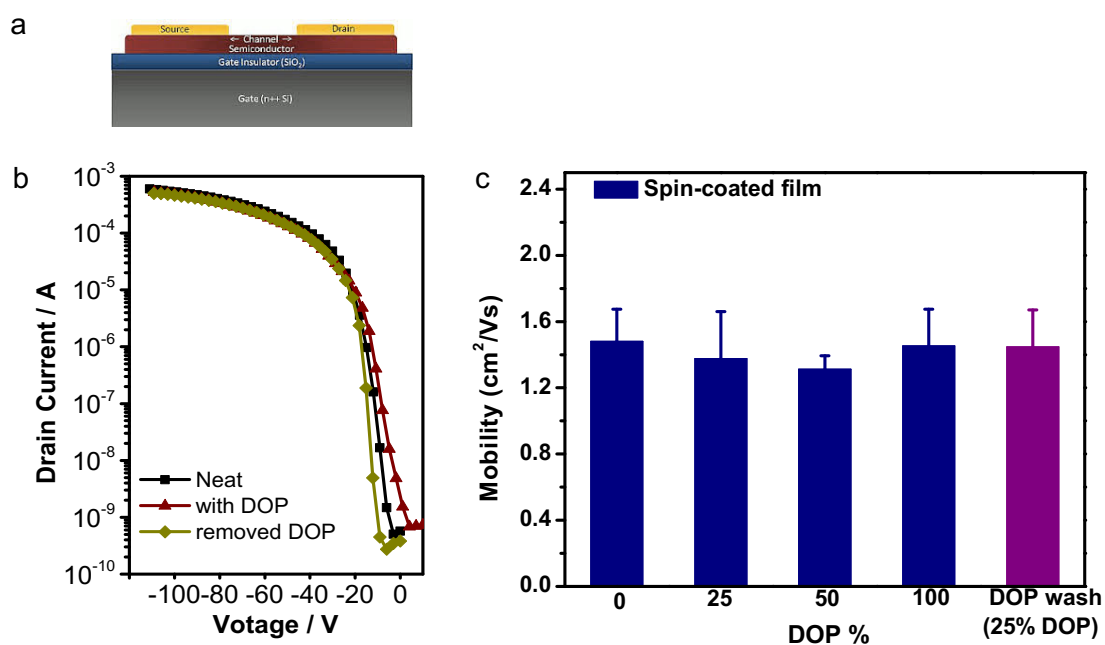 a
Source
Drain
← Channel →
Semiconductor
Gate Insulator (SiO₂)
Gate (n++ Si)
b
10⁻³
10⁻⁴
10⁻⁵
10⁻⁶
10⁻⁷
10⁻⁸
10⁻⁹
10⁻¹⁰
Drain Current / A
Neat
with DOP
removed DOP
-100 -80 -60 -40 -20 0
Votage / V
c
Spin-coated film
2.4
2.0
1.6
1.2
0.8
0.4
0.0
Mobility (cm²/Vs)
0 25 50 100 DOP wash
(25% DOP)
DOP %